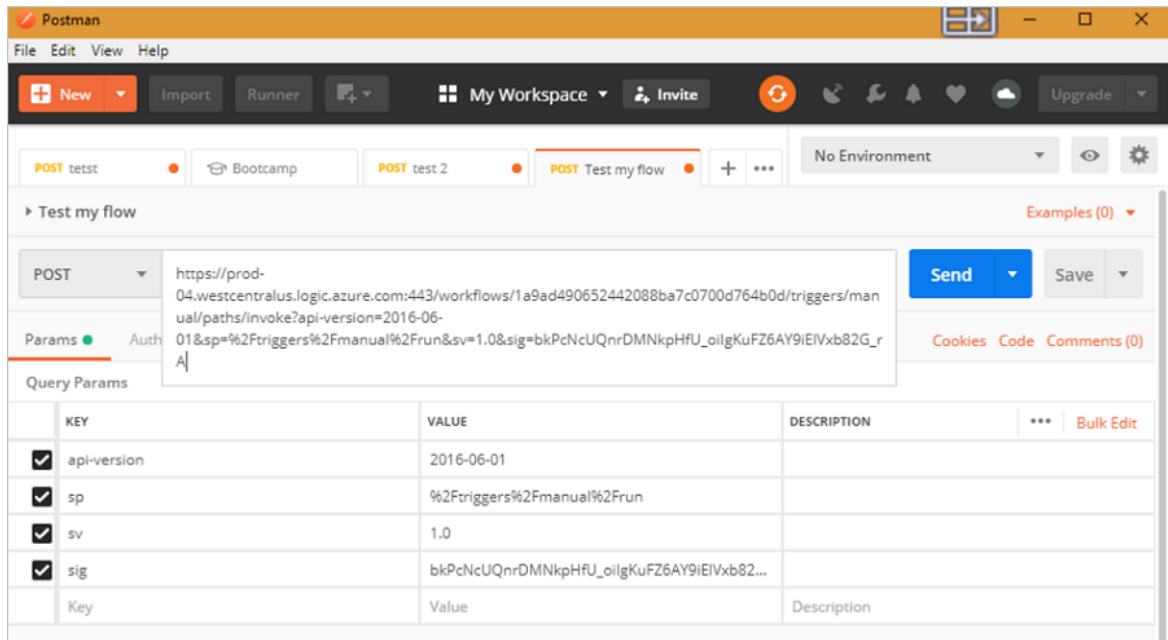 Postman
File Edit View Help
New Import Runner My Workspace Invite Upgrade
POST tetst Bootcamp POST test 2 POST Test my flow + ••• No Environment
Test my flow Examples (0)
POST https://prod-
04.westcentralus.logic.azure.com:443/workflows/1a9ad490652442088ba7c0700d764b0d/triggers/man
ual/paths/invoke?api-version=2016-06-
01&sp=%2Ftriggers%2Fmanual%2Frun&sv=1.0&sig=bkPcNcUQnrDMNkpHfU_oiIgKuFZ6AY9iEIVxb82G_r
A
Send Save
Params Auth Cookies Code Comments (0)
Query Params
KEY VALUE DESCRIPTION ••• Bulk Edit
api-version 2016-06-01
sp %2Ftriggers%2Fmanual%2Frun
sv 1.0
sig bkPcNcUQnrDMNkpHfU_oiIgKuFZ6AY9iEIVxb82...
Key Value Description